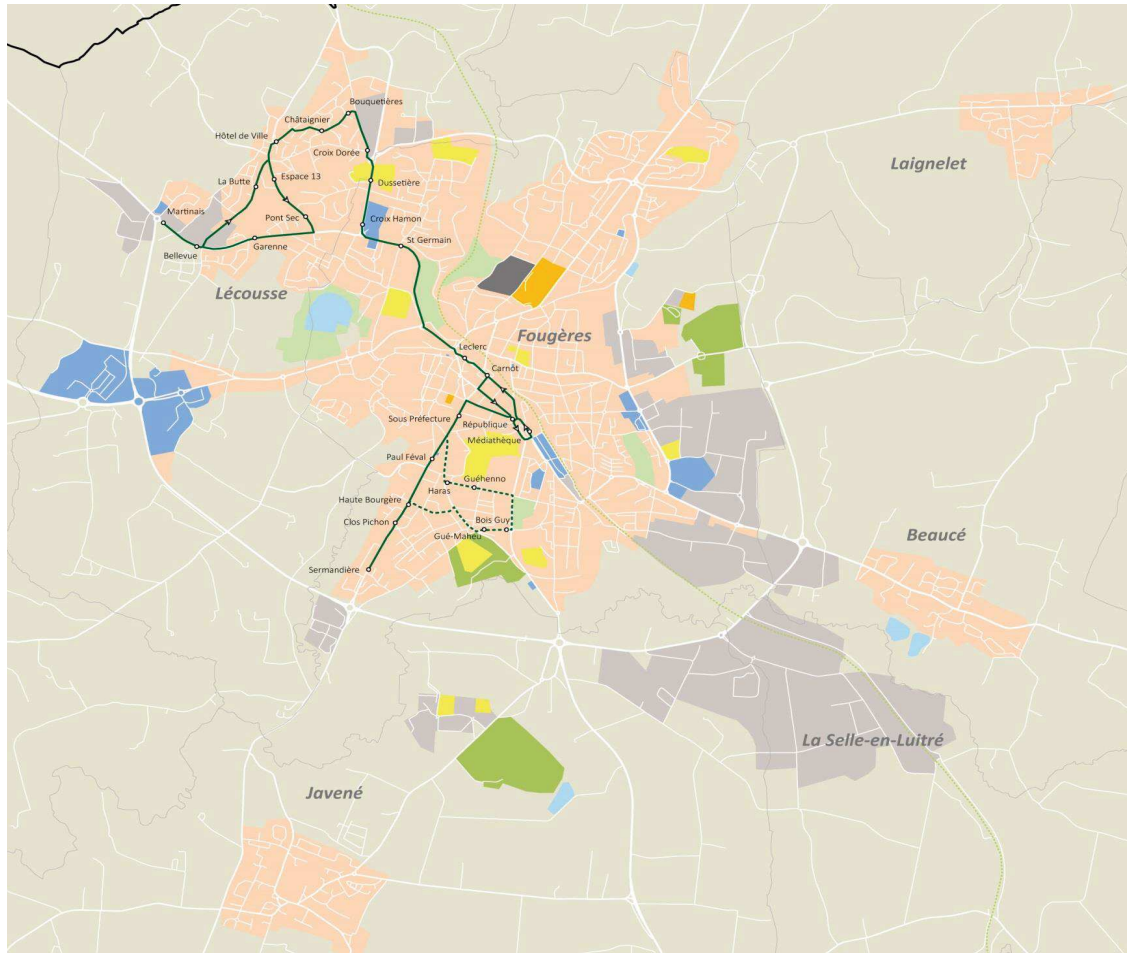 Bouquetières
Châtaignier
Hôtel de Ville
Croix Dorée
Espace 13
Dussetière
La Butte
Martinais
Pont Sec
Croix Hamon
St Germain
Garenne
Bellevue
Laignelet
Lécousse
Fougères
Leclerc
Carnot
Sous Préfecture
République
Médiathèque
Paul Féval
Guéhenno
Haras
Haute Bourgère
Clos Pichon
Bois Guy
Gué-Maheu
Beaucé
Sermandière
La Selle-en-Luitré
Javené